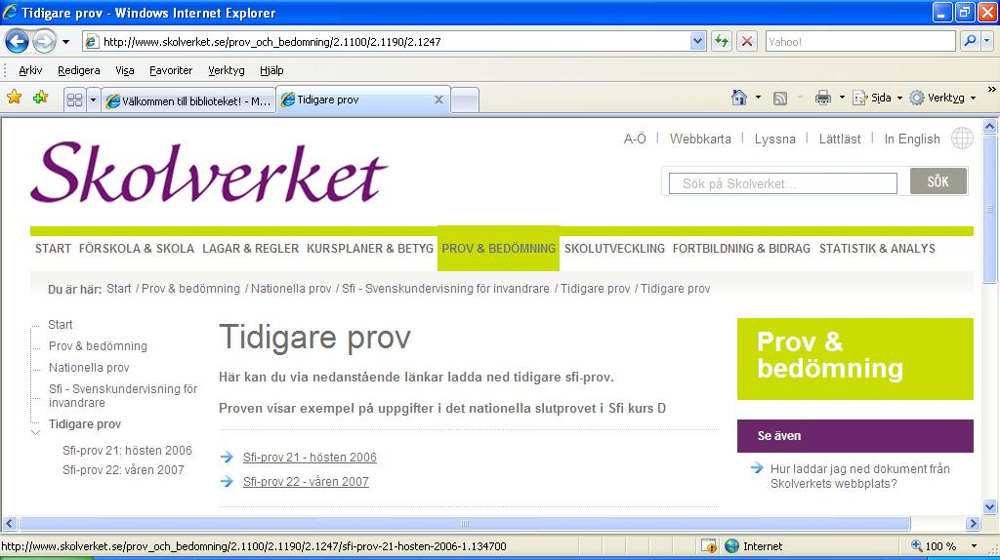 Tidigare prov - Windows Internet Explorer
http://www.skolverket.se/prov_och_bedomning/2.1100/2.1190/2.1247
Yahoo!
Arkiv Redigera Visa Favoriter Verktyg Hjälp
Välkommen till biblioteket! - M... Tidigare prov Sida Verktyg
A-Ö Webbkarta Lyssna Lättläst In English
Skolverket
Sök på Skolverket... SÖK
START FÖRSKOLA & SKOLA LAGAR & REGLER KURSPLANER & BETYG PROV & BEDÖMNING SKOLUTVECKLING FORTBILDNING & BIDRAG STATISTIK & ANALYS
Du är här: Start / Prov & bedömning / Nationella prov / Sfi - Svenskundervisning för invandrare / Tidigare prov / Tidigare prov
Start
Prov & bedömning
Nationella prov
Sfi - Svenskundervisning för
invandrare
Tidigare prov
Sfi-prov 21: hösten 2006
Sfi-prov 22: våren 2007
Tidigare prov
Här kan du via nedanstående länkar ladda ned tidigare sfi-prov.
Proven visar exempel på uppgifter i det nationella slutprovet i Sfi kurs D
Sfi-prov 21 - hösten 2006
Sfi-prov 22 - våren 2007
Prov &
bedömning
Se även
Hur laddar jag ned dokument från
Skolverkets webbplats?
http://www.skolverket.se/prov_och_bedomning/2.1100/2.1190/2.1247/sfi-prov-21-hosten-2006-1.134700 Internet 100 %